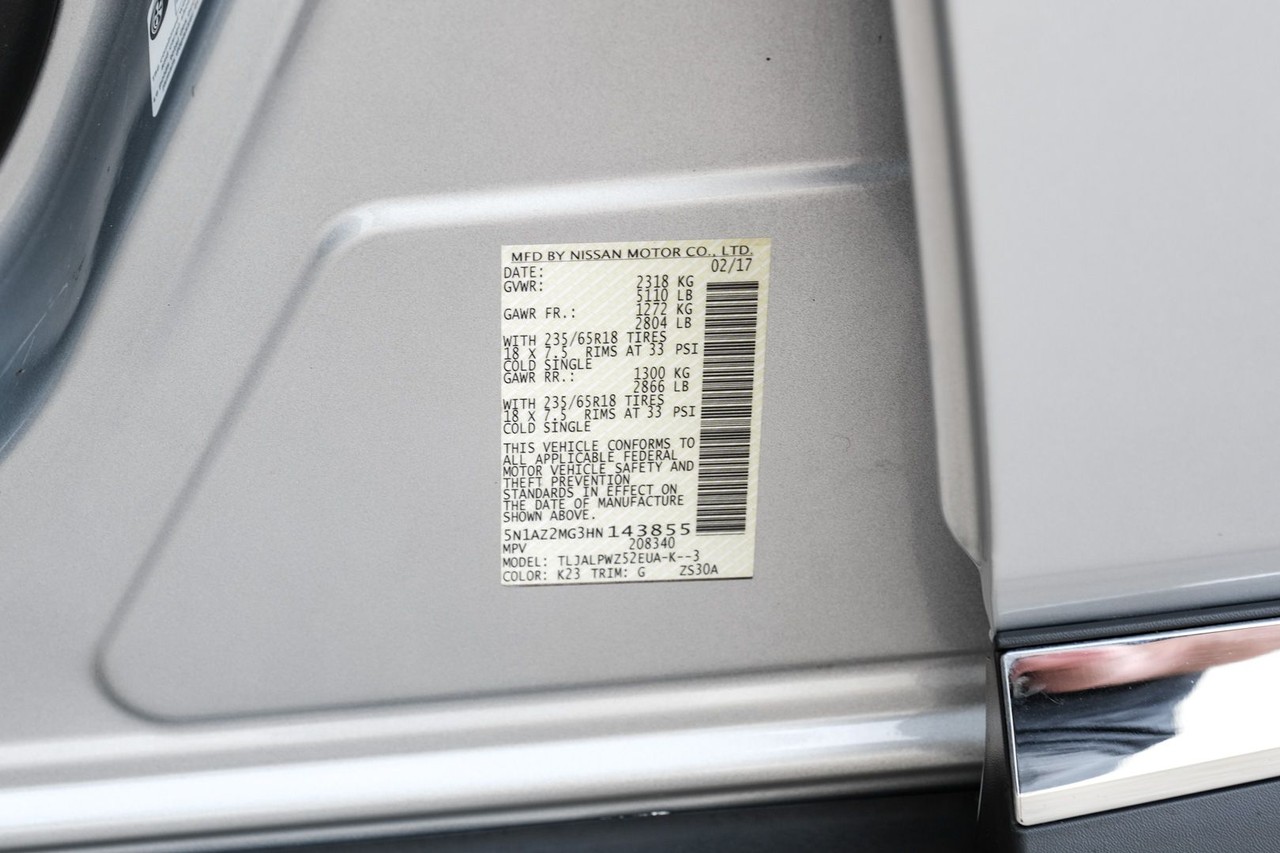 MFD BY NISSAN MOTOR CO., LTD.
DATE: 02/17
GVWR: 2318 KG
5110 LB
GAWR FR.: 1272 KG
2804 LB
WITH 235/65R18 TIRES
18 X 7.5 RIMS AT 33 PSI
COLD SINGLE
GAWR RR.: 1300 KG
2866 LB
WITH 235/65R18 TIRES
18 X 7.5 RIMS AT 33 PSI
COLD SINGLE
THIS VEHICLE CONFORMS TO
ALL APPLICABLE FEDERAL
MOTOR VEHICLE SAFETY AND
THEFT PREVENTION
STANDARDS IN EFFECT ON
THE DATE OF MANUFACTURE
SHOWN ABOVE.
5N1AZ2MG3HN143855
MPV 208340
MODEL: TLJALPWZ52EUA-K--3
COLOR: K23 TRIM: G ZS30A